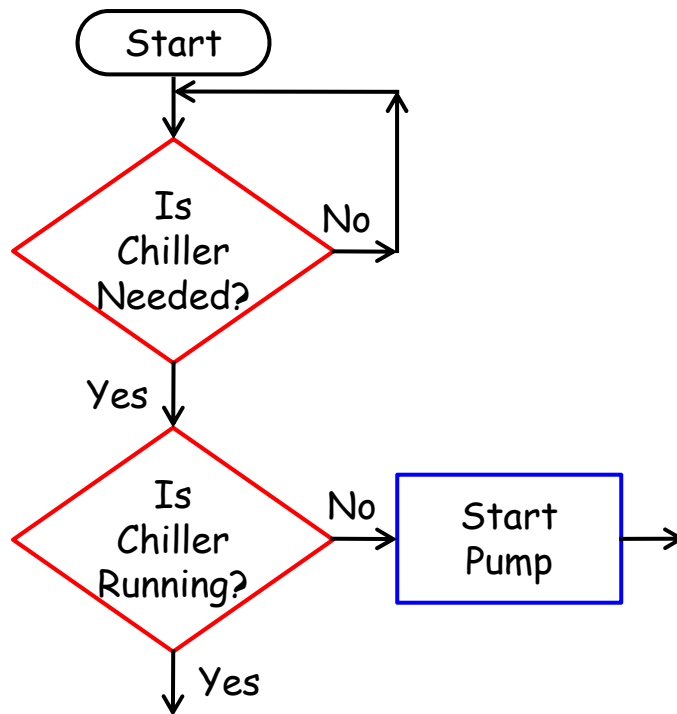 Start
Is
Chiller
Needed?
No
Yes
Is
Chiller
Running?
No
Start
Pump
Yes